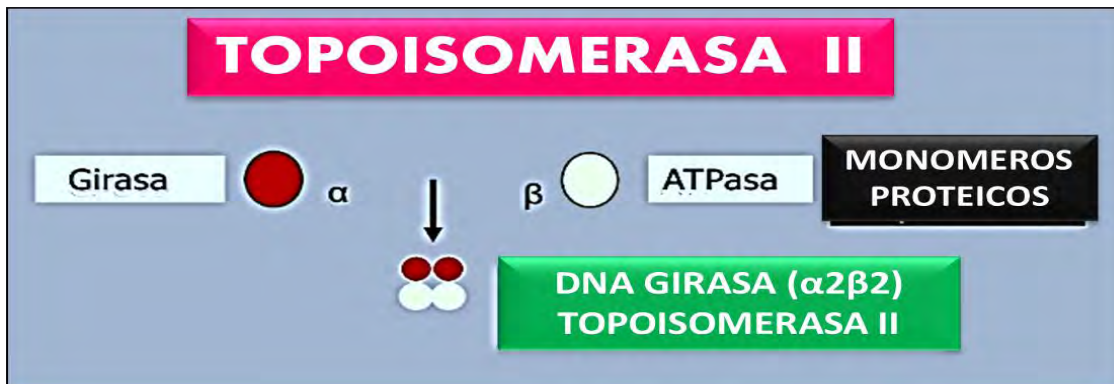 TOPOISOMERASA II
Girasa
α
β
ATPasa
MONOMEROS
PROTEICOS
DNA GIRASA (α2β2)
TOPOISOMERASA II